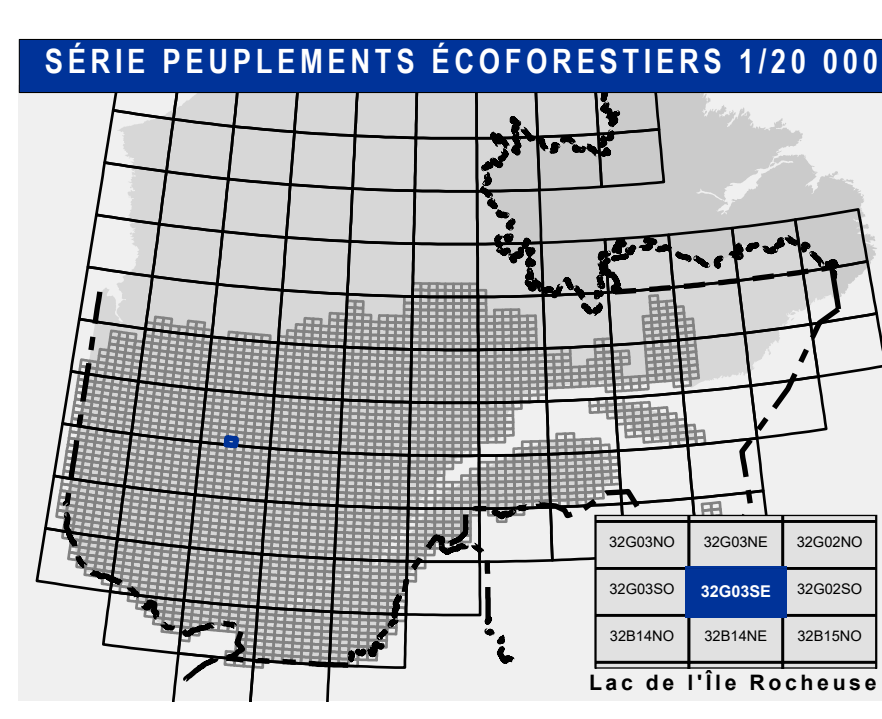 SÉRIE PEUPLEMENTS ÉCOFORESTIERS 1/20 000
32G03NO 32G03NE 32G02NO
32G03SO 32G03SE 32G02SO
32B14NO 32B14NE 32B15NO
Lac de l'Île Rocheuse